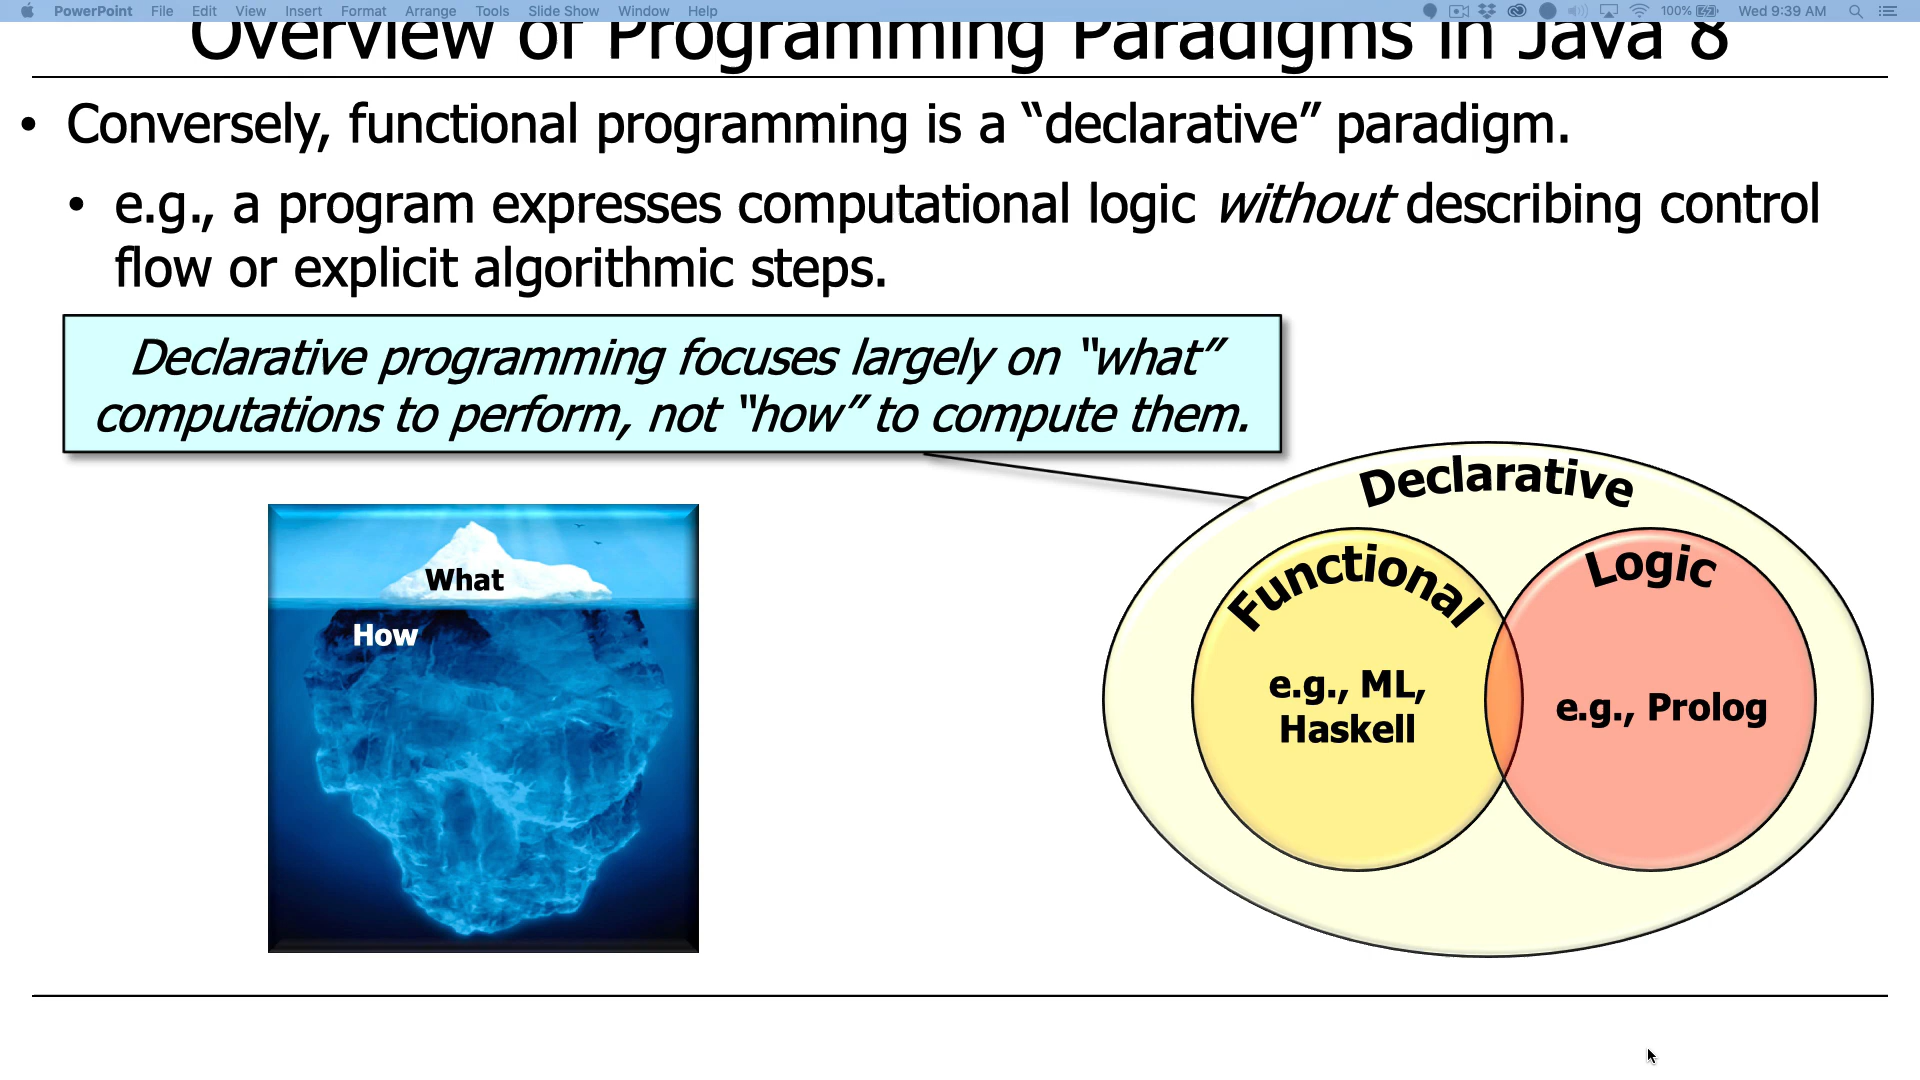 PowerPoint File Edit View Insert Format Arrange Tools Slide Show Window Help 100% Wed 9:39 AM
Overview of Programming Paradigms in Java 8
• Conversely, functional programming is a “declarative” paradigm.
• e.g., a program expresses computational logic without describing control
flow or explicit algorithmic steps.
Declarative programming focuses largely on “what”
computations to perform, not “how” to compute them.
What
How
Declarative
Functional
e.g., ML,
Haskell
Logic
e.g., Prolog